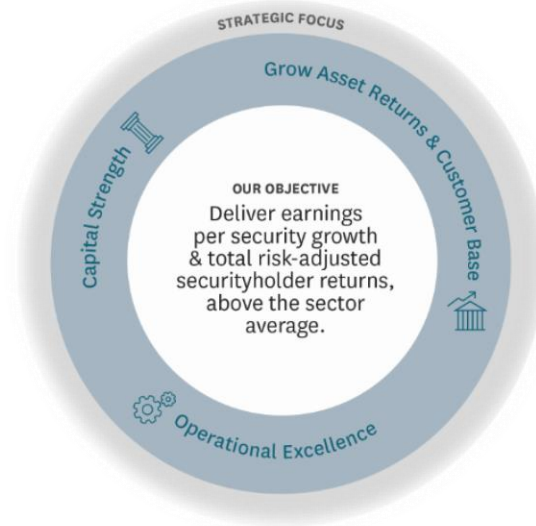 STRATEGIC FOCUS
Grow Asset Returns & Customer Base
Capital Strength
OUR OBJECTIVE
Deliver earnings
per security growth
& total risk-adjusted
securityholder returns,
above the sector
average.
Operational Excellence